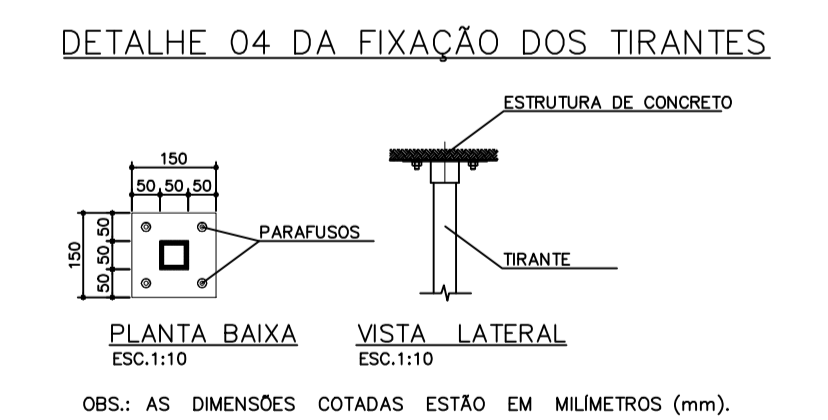 DETALHE 04 DA FIXAÇÃO DOS TIRANTES
ESTRUTURA DE CONCRETO
150
50 50 50
PARAFUSOS
150
50
50
50
TIRANTE
PLANTA BAIXA
ESC.1:10
VISTA LATERAL
ESC.1:10
OBS.: AS DIMENSÕES COTADAS ESTÃO EM MILÍMETROS (mm).